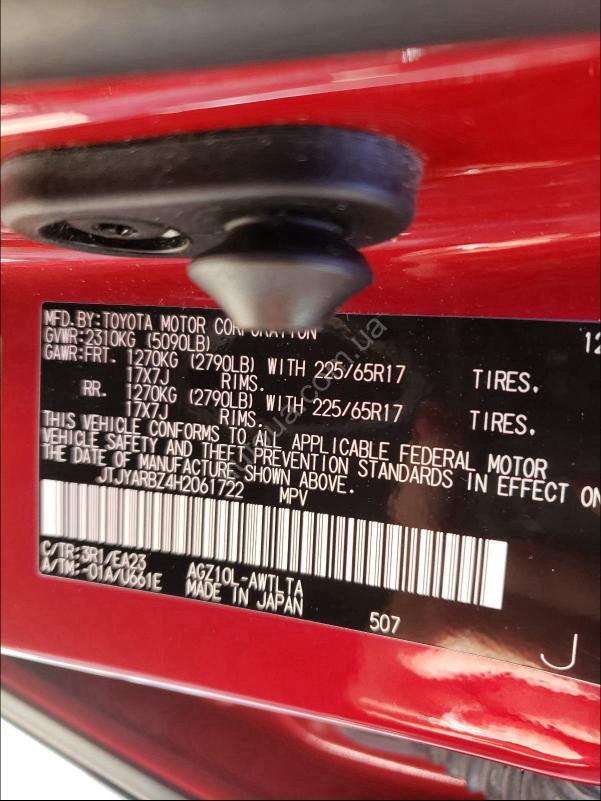 MFD.BY:TOYOTA MOTOR CORPORATION 12
GVWR:2310KG (5090LB)
GAWR:FRT. 1270KG (2790LB) WITH 225/65R17 TIRES,
17X7J RIMS.
RR. 1270KG (2790LB) WITH 225/65R17 TIRES,
17X7J RIMS.
THIS VEHICLE CONFORMS TO ALL APPLICABLE FEDERAL MOTOR
VEHICLE SAFETY AND THEFT PREVENTION STANDARDS IN EFFECT ON
THE DATE OF MANUFACTURE SHOWN ABOVE.
JTJYARBZ4H2061722 MPV
C/TR:3R1/EA23 AGZ10L-AWTLTA
A/TM:-01A/U661E MADE IN JAPAN
507
J